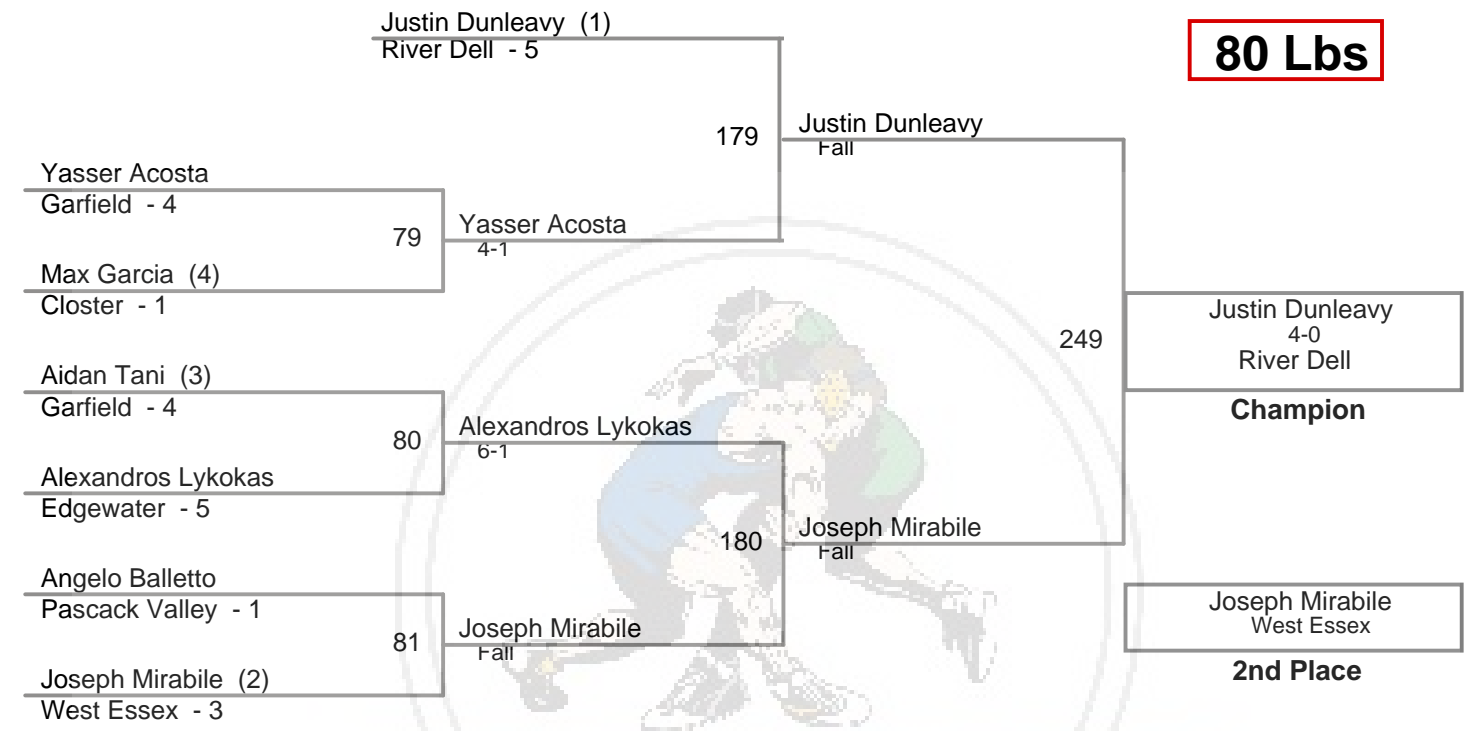 Justin Dunleavy (1)
River Dell - 5
80 Lbs
179
Justin Dunleavy
Fall
Yasser Acosta
Garfield - 4
79
Yasser Acosta
4-1
Max Garcia (4)
Closter - 1
249
Justin Dunleavy
4-0
River Dell
Champion
Aidan Tani (3)
Garfield - 4
80
Alexandros Lykokas
6-1
Alexandros Lykokas
Edgewater - 5
180
Joseph Mirabile
Fall
Angelo Balletto
Pascack Valley - 1
81
Joseph Mirabile
Fall
Joseph Mirabile (2)
West Essex - 3
Joseph Mirabile
West Essex
2nd Place